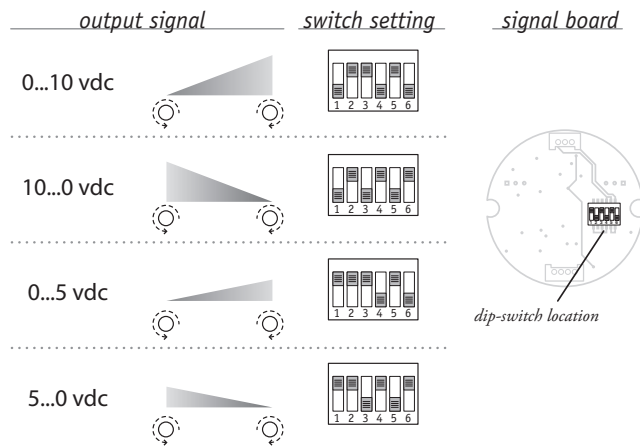 output signal switch setting signal board
0...10 vdc
1 2 3 4 5 6
10...0 vdc
1 2 3 4 5 6
0...5 vdc
1 2 3 4 5 6
dip-switch location
5...0 vdc
1 2 3 4 5 6